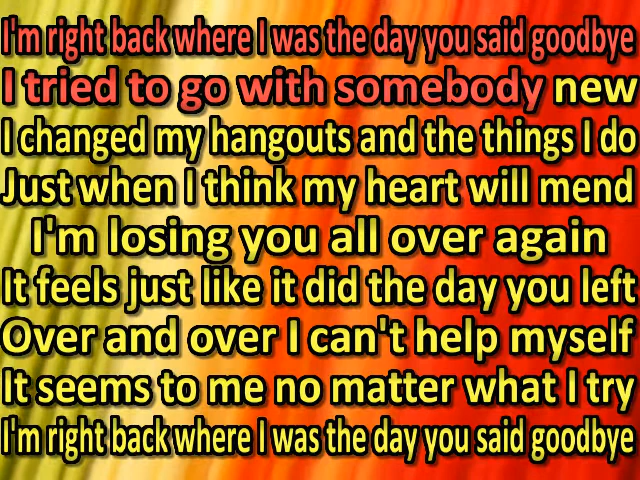 I'm right back where I was the day you said goodbye
I tried to go with somebody new
I changed my hangouts and the things I do
Just when I think my heart will mend
I'm losing you all over again
It feels just like it did the day you left
Over and over I can't help myself
It seems to me no matter what I try
I'm right back where I was the day you said goodbye